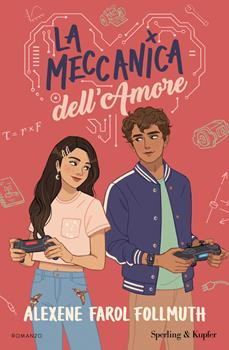 LA
MECCANICA
dell'Amore
τ = r × F
ALEXENE FAROL FOLLMUTH
ROMANZO
Sperling & Kupfer